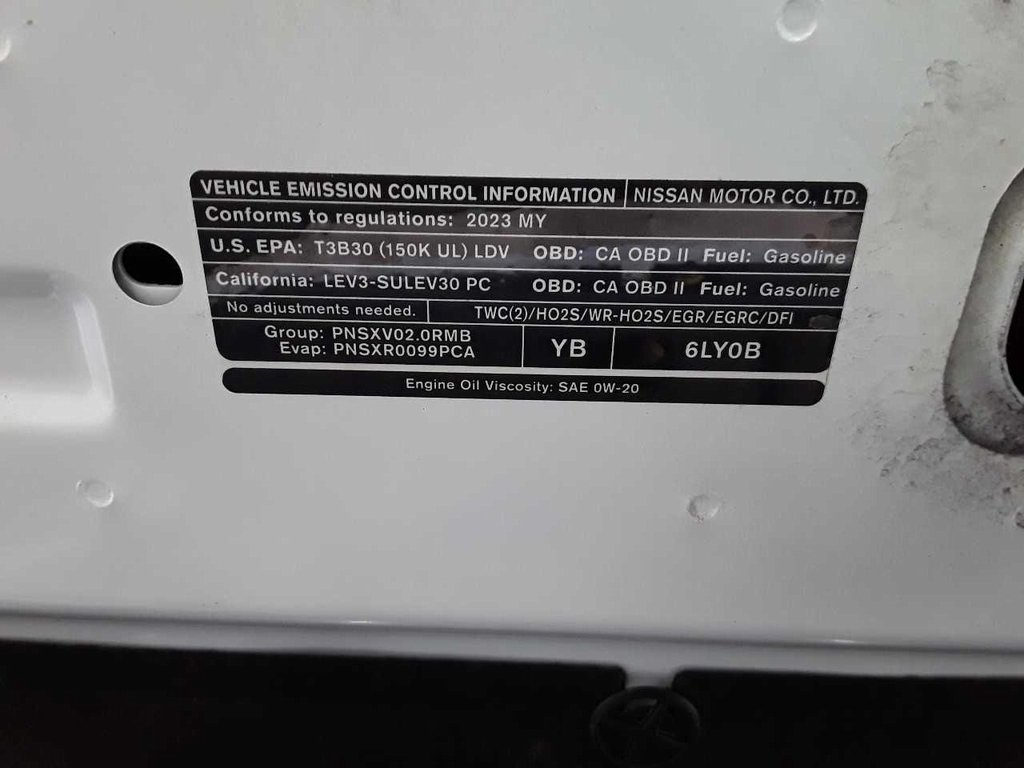 VEHICLE EMISSION CONTROL INFORMATION NISSAN MOTOR CO., LTD.
Conforms to regulations: 2023 MY
U.S. EPA: T3B30 (150K UL) LDV OBD: CA OBD II Fuel: Gasoline
California: LEV3-SULEV30 PC OBD: CA OBD II Fuel: Gasoline
No adjustments needed. TWC(2)/HO2S/WR-HO2S/EGR/EGRC/DFI
Group: PNSXV02.0RMB
Evap: PNSXR0099PCA
YB
6LY0B
Engine Oil Viscosity: SAE 0W-20